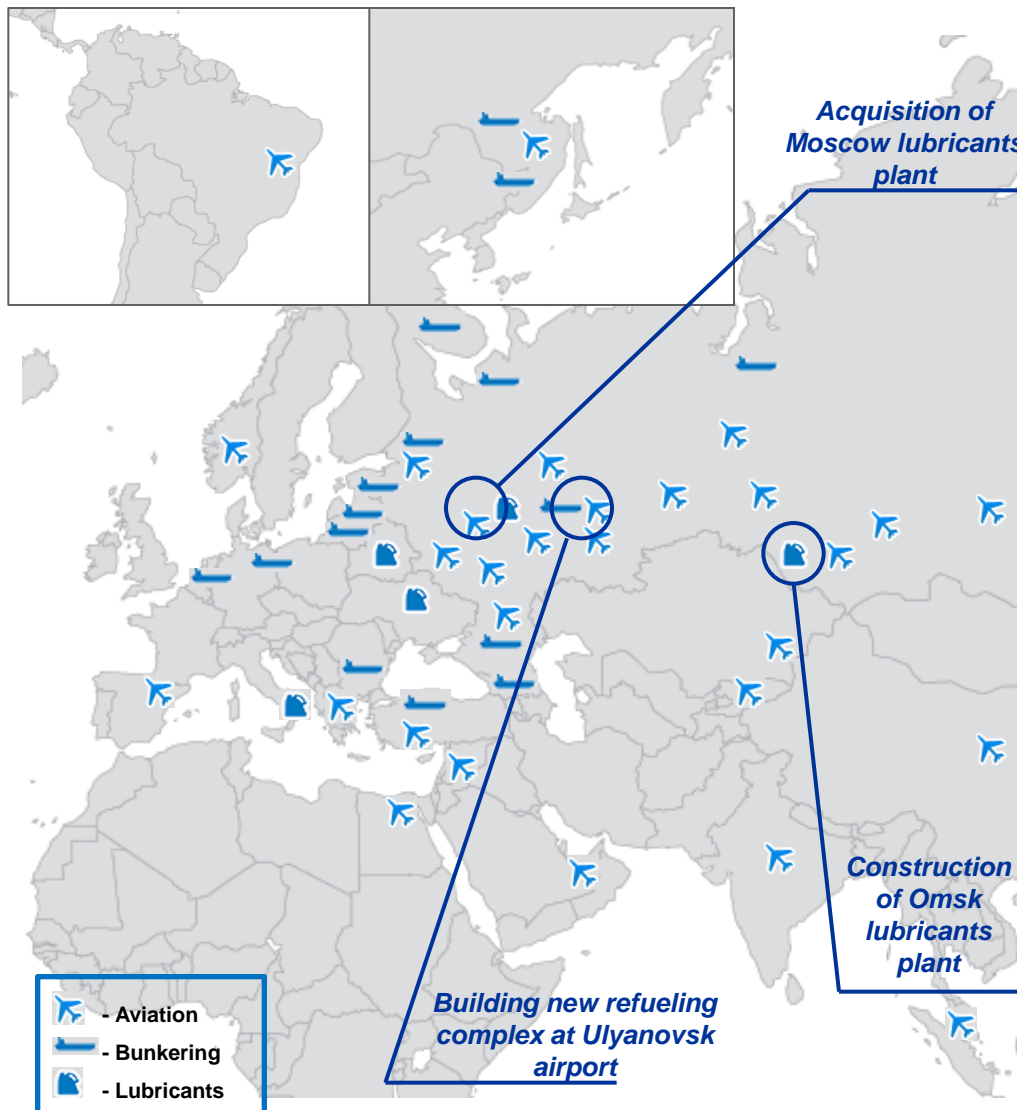 Acquisition of
Moscow lubricants
plant
Construction
of Omsk
lubricants
plant
Building new refueling
complex at Ulyanovsk
airport
- Aviation
- Bunkering
- Lubricants